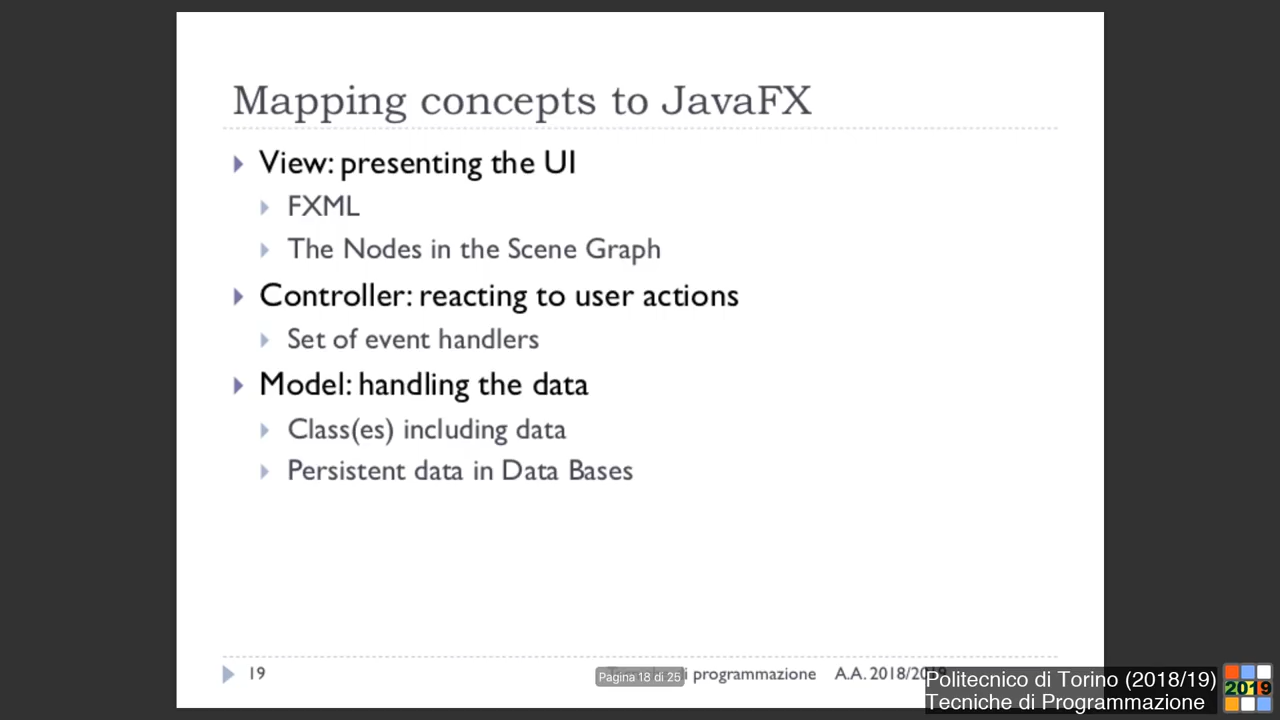 Mapping concepts to JavaFX
View: presenting the UI
FXML
The Nodes in the Scene Graph
Controller: reacting to user actions
Set of event handlers
Model: handling the data
Class(es) including data
Persistent data in Data Bases
19
Pagina 18 di 25
programmazione A.A. 2018/20
Politecnico di Torino (2018/19)
Tecniche di Programmazione
2019